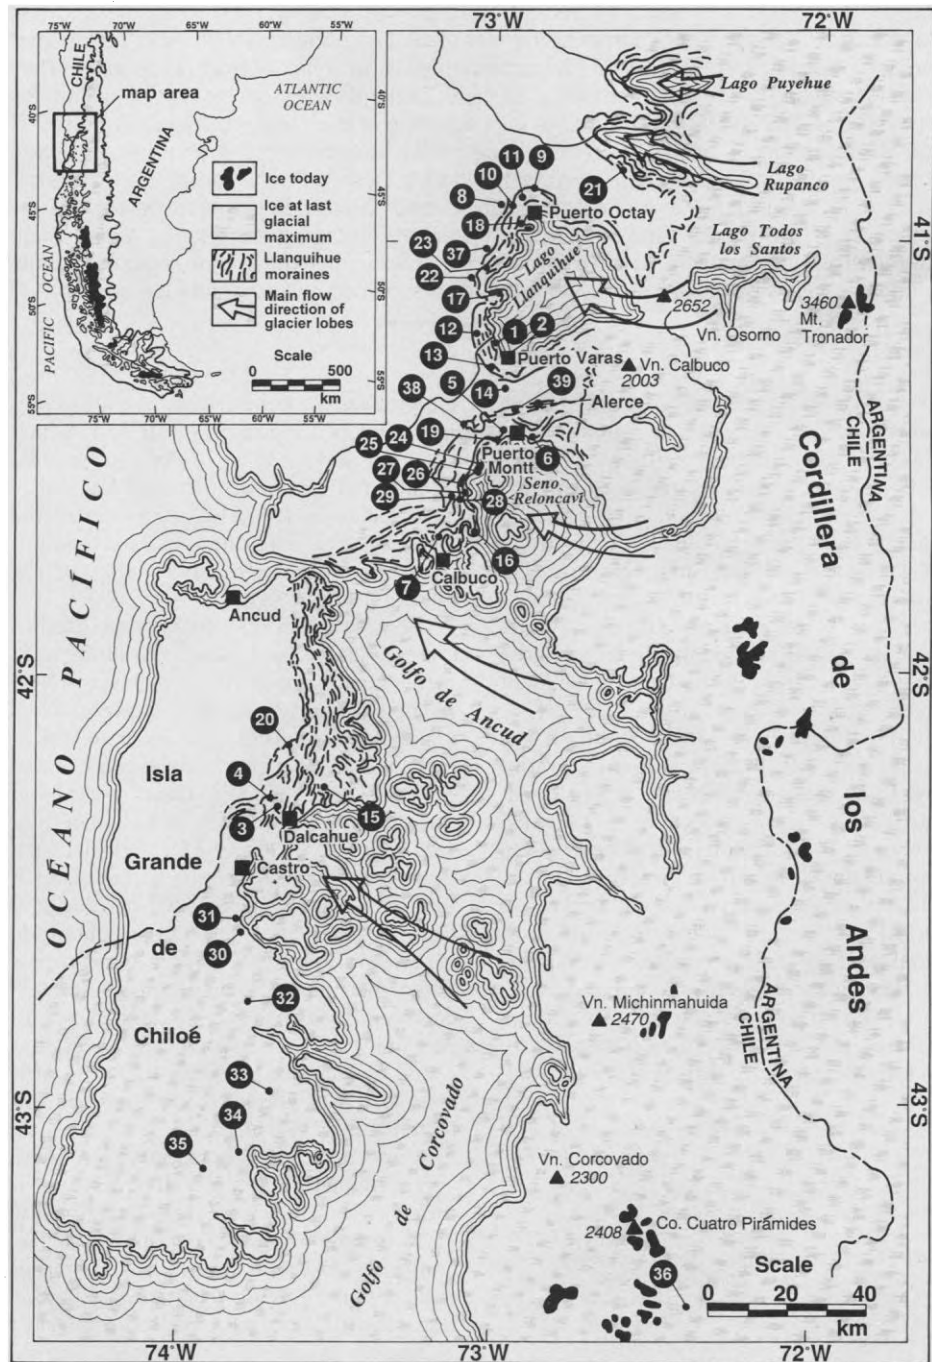 75°W
70°W
65°W
60°W
55°W
73°W
72°W
CHILE
map area
ATLANTIC
OCEAN
40°S
40°S
ARGENTINA
45°S
45°S
PACIFIC OCEAN
50°S
50°S
55°S
55°S
75°W
70°W
65°W
Ice today
Ice at last
glacial
maximum
Llanquihue
moraines
Main flow
direction of
glacier lobes
Scale
0
500
km
Lago Puyehue
Lago
Rupanco
21
11
9
10
8
18
Puerto Octay
23
37
22
17
Lago
Llanquihue
Lago Todos
los Santos
41°S
2652
Vn. Osorno
3460
Mt.
Tronador
12
1
2
13
Puerto Varas
Vn. Calbuco
2003
38
5
14
39
Alerce
25
24
19
Puerto
Montt
6
27
26
Seno
Reloncaví
29
28
16
Calbuco
7
Ancud
ARGENTINA
CHILE
Cordillera
de
los
Andes
OCÉANO PACÍFICO
42°S
42°S
Golfo
de Ancud
20
Isla
4
3
15
Dalcahue
Grande
Castro
31
30
de
32
Chiloé
33
34
35
Vn. Michinmahuida
2470
ARGENTINA
CHILE
43°S
43°S
Golfo
de
Corcovado
Vn. Corcovado
2300
Co. Cuatro Pirámides
2408
36
Scale
0
20
40
km
74°W
73°W
72°W